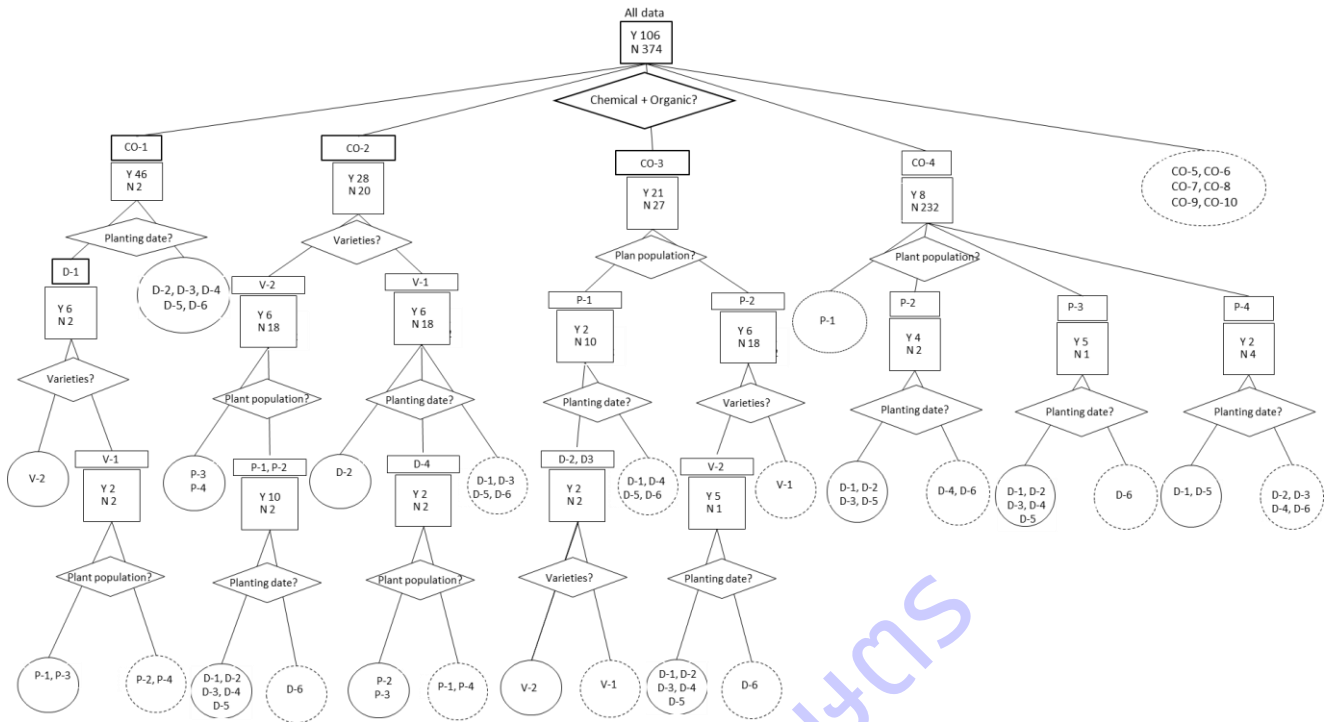 All data
Y 106
N 374
Chemical + Organic?
CO-1
CO-2
CO-3
CO-4
CO-5, CO-6
CO-7, CO-8
CO-9, CO-10
Y 46
N 2
Y 28
N 20
Y 21
N 27
Y 8
N 232
Planting date?
Varieties?
Plan population?
Plant population?
D-1
D-2, D-3, D-4
D-5, D-6
V-2
V-1
P-1
P-2
P-1
P-2
P-3
P-4
Y 6
N 2
Y 6
N 18
Y 6
N 18
Y 2
N 10
Y 6
N 18
Y 4
N 2
Y 5
N 1
Y 2
N 4
Varieties?
Plant population?
Planting date?
Planting date?
Varieties?
Planting date?
Planting date?
Planting date?
V-2
V-1
P-3
P-4
P-1, P-2
D-2
D-4
D-1, D-3
D-5, D-6
D-2, D3
D-1, D-4
D-5, D-6
V-2
V-1
D-1, D-2
D-3, D-5
D-4, D-6
D-1, D-2
D-3, D-4
D-5
D-6
D-1, D-5
D-2, D-3
D-4, D-6
Y 2
N 2
Y 10
N 2
Y 2
N 2
Y 2
N 2
Y 5
N 1
Plant population?
Planting date?
Plant population?
Varieties?
Planting date?
P-1, P-3
P-2, P-4
D-1, D-2
D-3, D-4
D-5
D-6
P-2
P-3
P-1, P-4
V-2
V-1
D-1, D-2
D-3, D-4
D-5
D-6